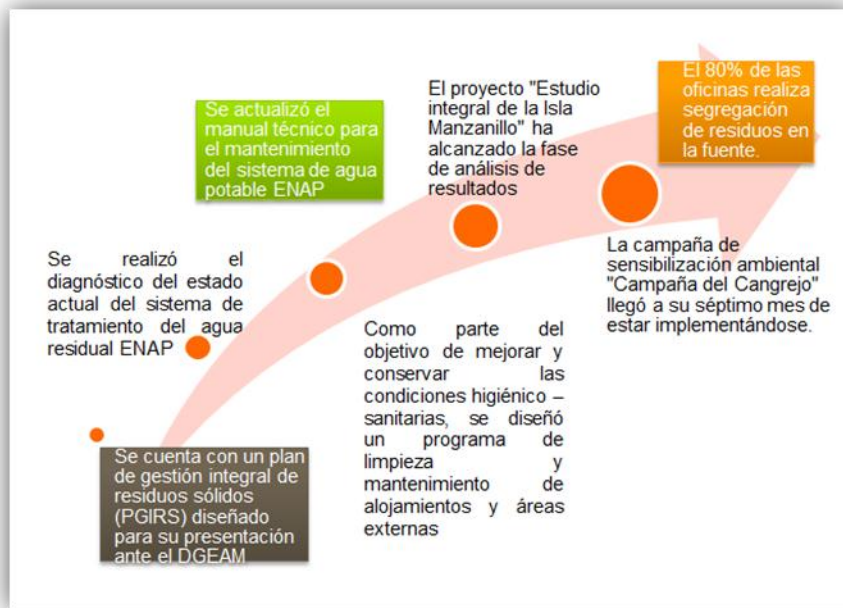 Se cuenta con un plan
de gestión integral de
residuos sólidos
(PGIRS) diseñado
para su presentación
ante el DGEAM
Se realizó el
diagnóstico del estado
actual del sistema de
tratamiento del agua
residual ENAP
Se actualizó el
manual técnico para
el mantenimiento
del sistema de agua
potable ENAP
Como parte del
objetivo de mejorar y
conservar las
condiciones higiénico –
sanitarias, se diseñó
un programa de
limpieza y
mantenimiento de
alojamientos y áreas
externas
El proyecto "Estudio
integral de la Isla
Manzanillo" ha
alcanzado la fase
de análisis de
resultados
La campaña de
sensibilización ambiental
"Campaña del Cangrejo"
llegó a su séptimo mes de
estar implementándose.
El 80% de las
oficinas realiza
segregación
de residuos en
la fuente.